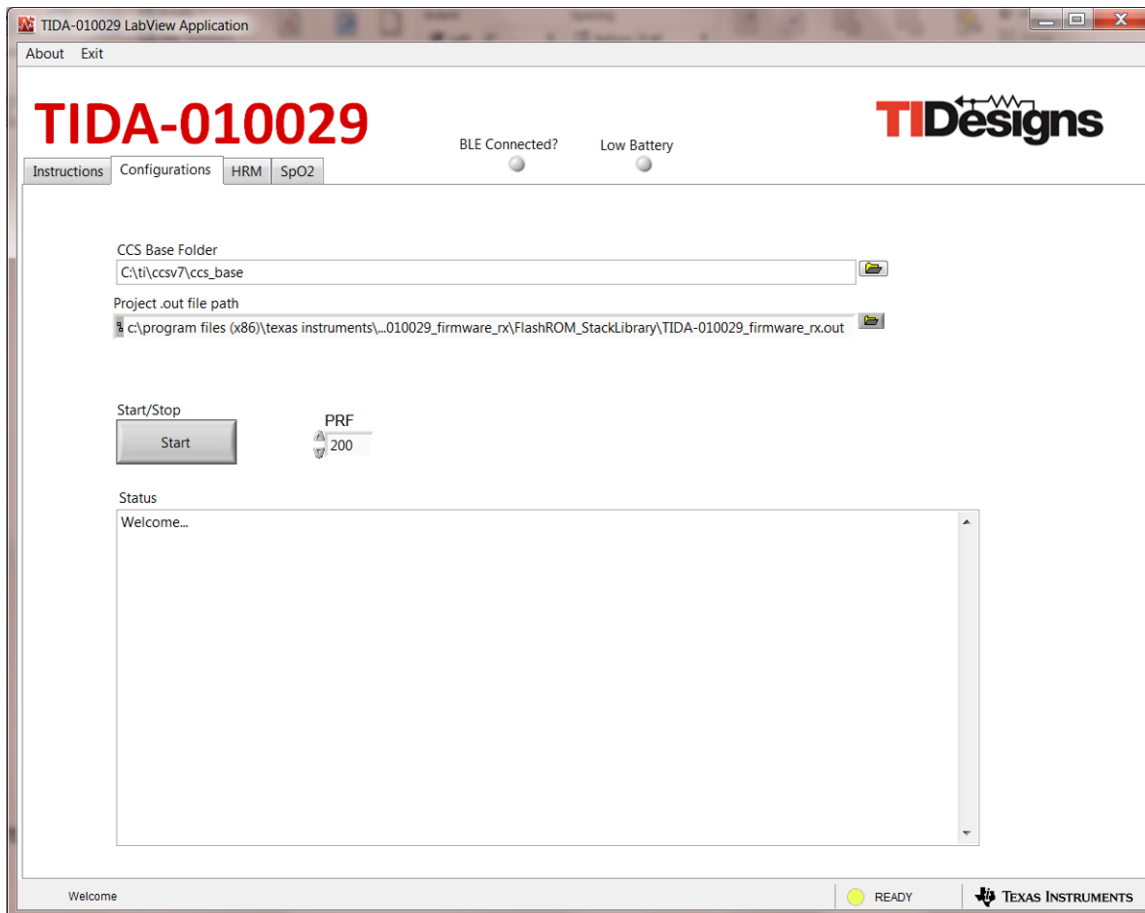 TIDA-010029 LabView Application
About Exit
TIDA-010029
BLE Connected? Low Battery
TIDesigns
Instructions Configurations HRM SpO2
CCS Base Folder
C:\ti\ccsv7\ccs_base
Project .out file path
c:\program files (x86)\texas instruments\...010029_firmware_rx\FlashROM_StackLibrary\TIDA-010029_firmware_rx.out
Start/Stop
PRF
Start
200
Status
Welcome...
Welcome READY TEXAS INSTRUMENTS